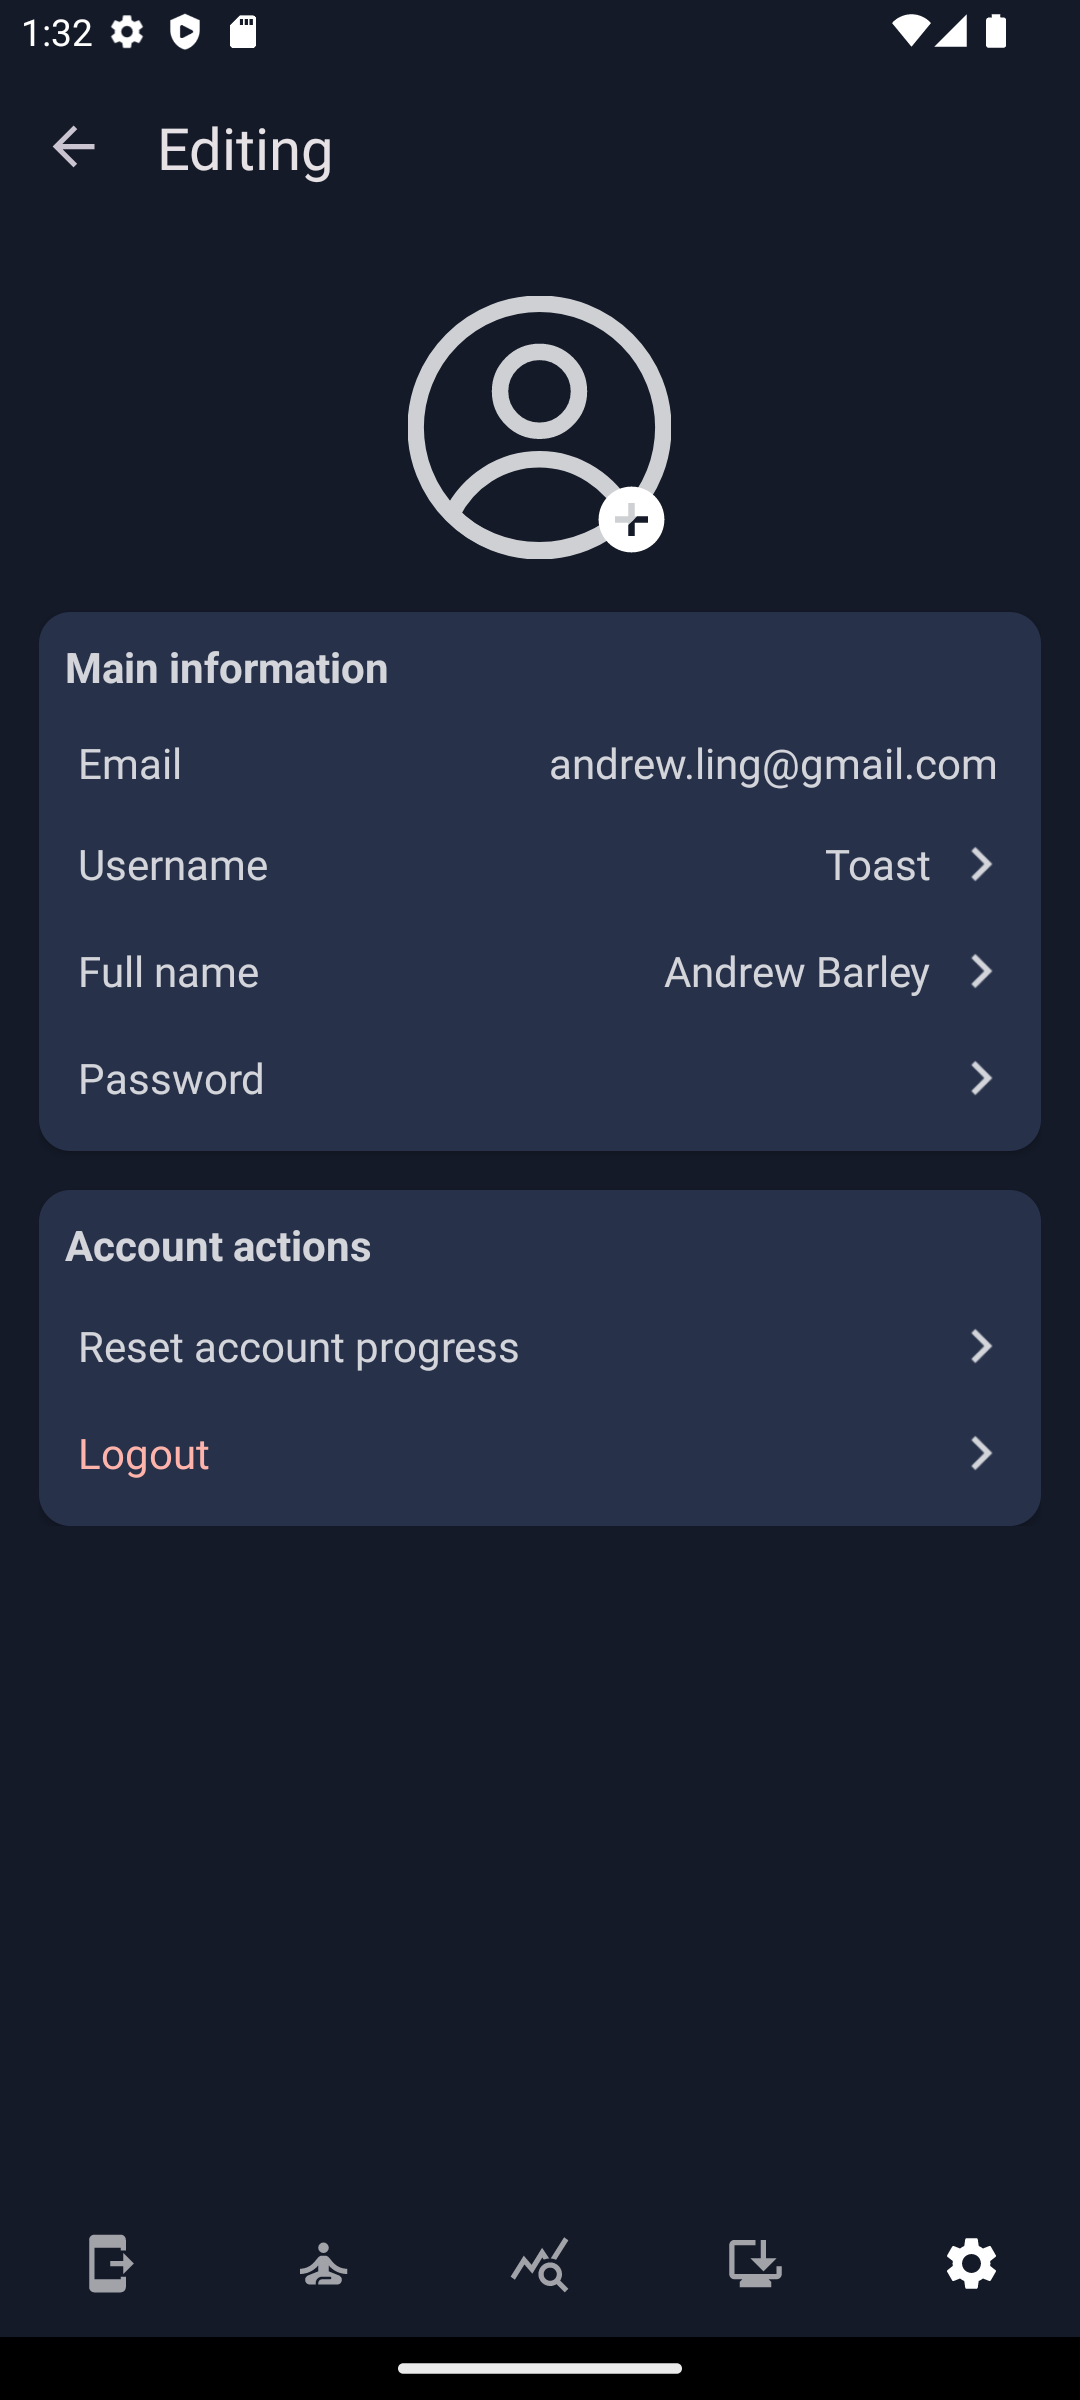 1:32
Editing
Main information
Email andrew.ling@gmail.com
Username Toast
Full name Andrew Barley
Password
Account actions
Reset account progress
Logout